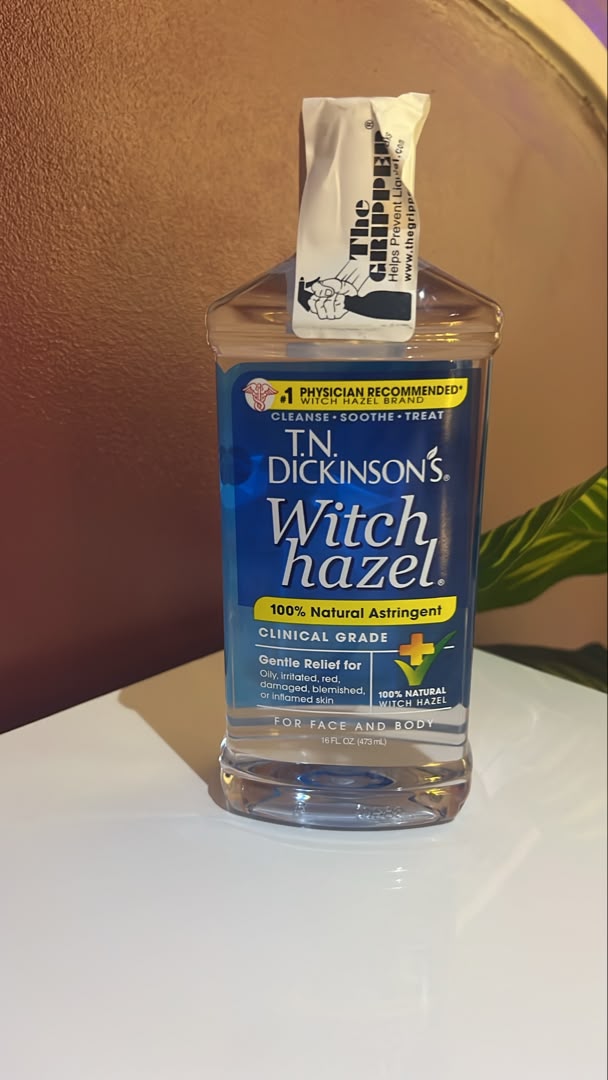 The
GRIPPER®
Helps Prevent
www.thegripp
#1 PHYSICIAN RECOMMENDED*
WITCH HAZEL BRAND
CLEANSE • SOOTHE • TREAT
T.N.
DICKINSON'S®
Witch
hazel®
100% Natural Astringent
CLINICAL GRADE
Gentle Relief for
Oily, irritated, red,
damaged, blemished,
or inflamed skin
100% NATURAL
WITCH HAZEL
FOR FACE AND BODY
16 FL. OZ. (473 mL)